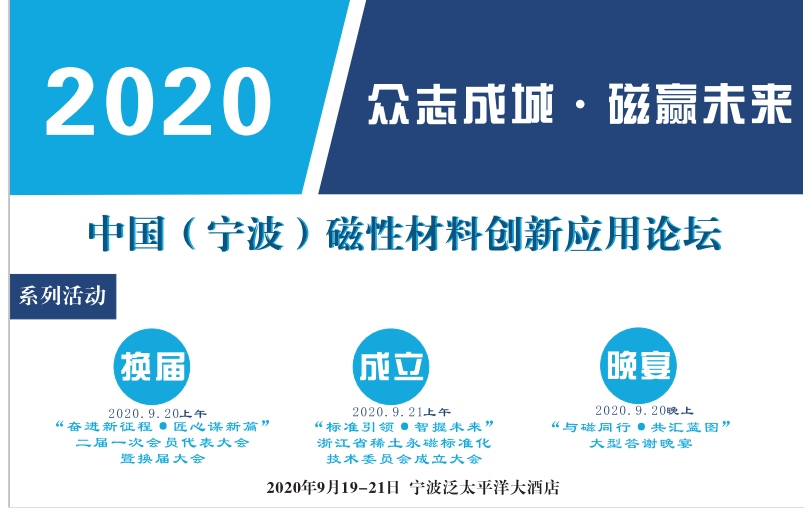 2020
众志成城·磁赢未来
中国（宁波）磁性材料创新应用论坛
系列活动
换届
2020.9.20上午
“奋进新征程●匠心谋新篇”
二届一次会员代表大会
暨换届大会
成立
2020.9.21上午
“标准引领●智握未来”
浙江省稀土永磁标准化
技术委员会成立大会
晚宴
2020.9.20晚上
“与磁同行●共汇蓝图”
大型答谢晚宴
2020年9月19-21日 宁波泛太平洋大酒店